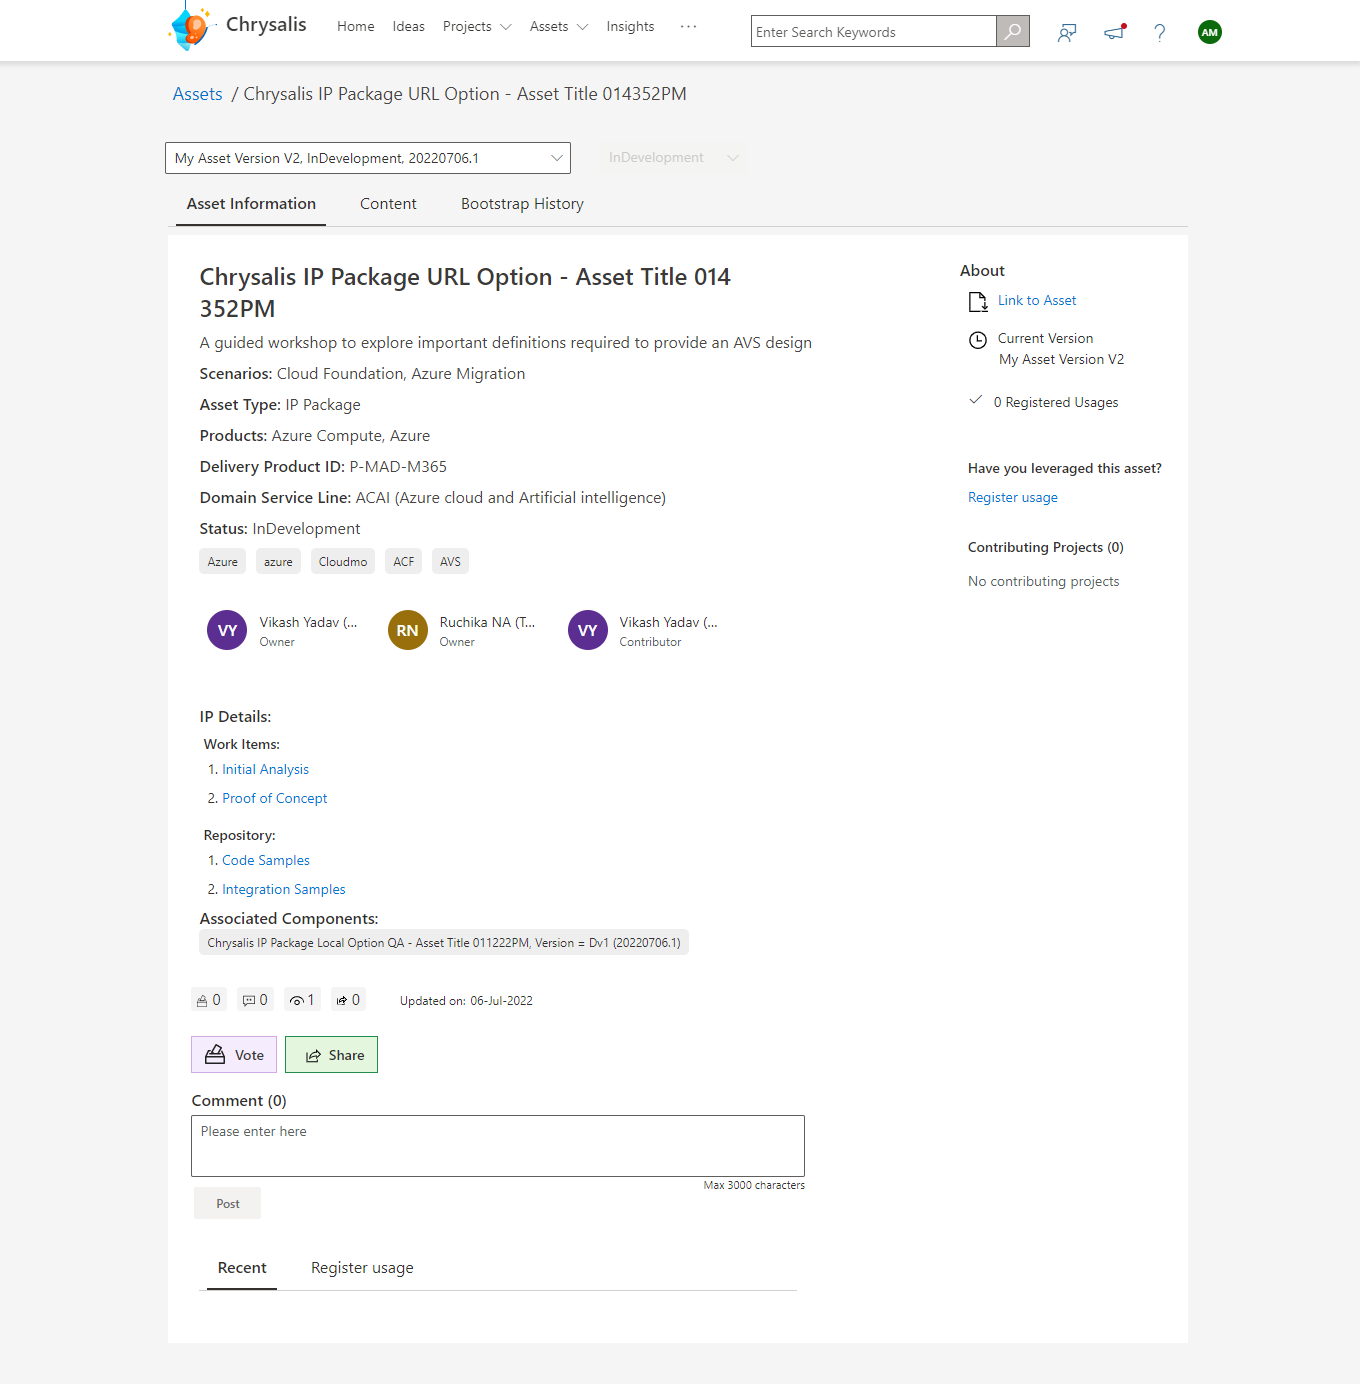 Chrysalis
Home Ideas Projects Assets Insights ...
Enter Search Keywords
? AM
Assets / Chrysalis IP Package URL Option - Asset Title 014352PM
My Asset Version V2, InDevelopment, 20220706.1
InDevelopment
Asset Information Content Bootstrap History
Chrysalis IP Package URL Option - Asset Title 014
352PM
A guided workshop to explore important definitions required to provide an AVS design
Scenarios: Cloud Foundation, Azure Migration
Asset Type: IP Package
Products: Azure Compute, Azure
Delivery Product ID: P-MAD-M365
Domain Service Line: ACAI (Azure cloud and Artificial intelligence)
Status: InDevelopment
Azure azure Cloudmo ACF AVS
VY Vikash Yadav (...
Owner
RN Ruchika NA (T...
Owner
VY Vikash Yadav (...
Contributor
IP Details:
Work Items:
1. Initial Analysis
2. Proof of Concept
Repository:
1. Code Samples
2. Integration Samples
Associated Components:
Chrysalis IP Package Local Option QA - Asset Title 011222PM, Version = Dv1 (20220706.1)
0 0 1 0 Updated on: 06-Jul-2022
Vote Share
Comment (0)
Please enter here
Max 3000 characters
Post
Recent Register usage
About
Link to Asset
Current Version
My Asset Version V2
0 Registered Usages
Have you leveraged this asset?
Register usage
Contributing Projects (0)
No contributing projects